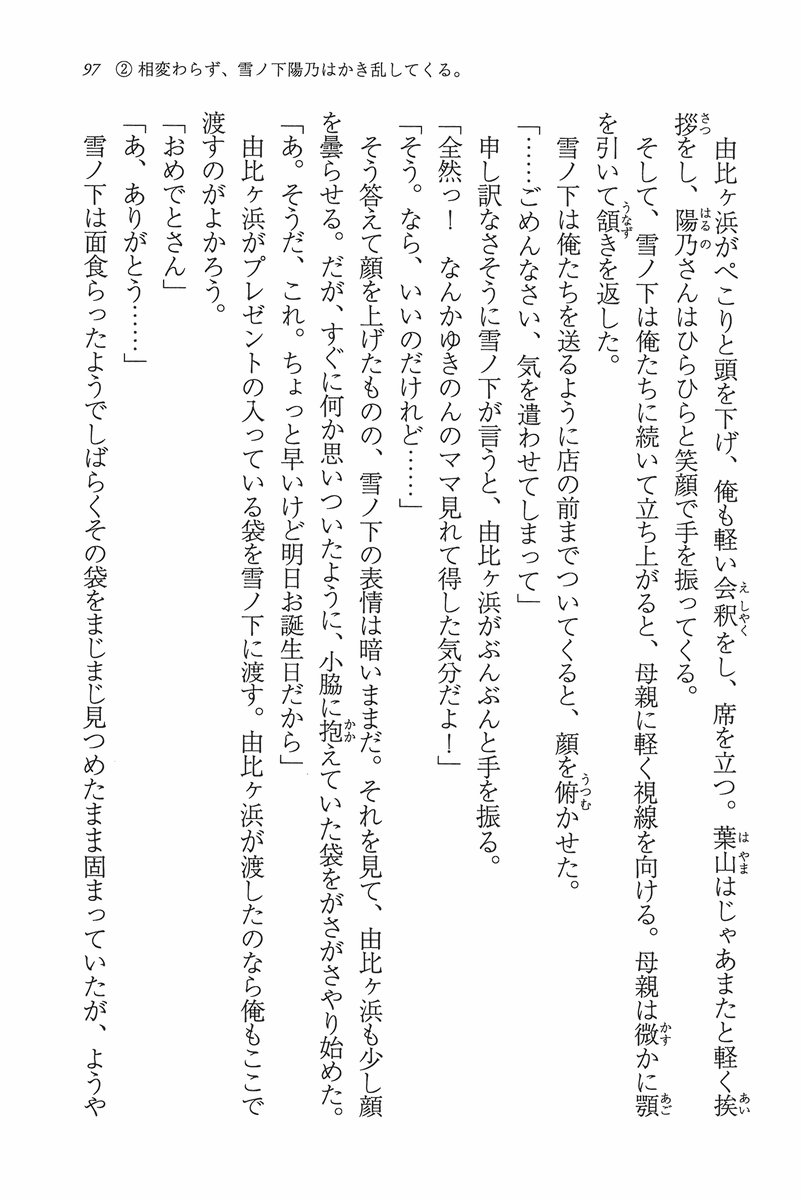 97 ② 相変わらず、雪ノ下陽乃はかき乱してくる。
由比ヶ浜がぺこりと頭を下げ、俺も軽い会釈をし、席を立つ。葉山はじゃあまたと軽く挨
拶をし、陽乃さんはひらひらと笑顔で手を振ってくる。
そして、雪ノ下は俺たちに続いて立ち上がると、母親に軽く視線を向ける。母親は微かに顎
を引いて頷きを返した。
雪ノ下は俺たちを送るように店の前までついてくると、顔を俯かせた。
「……ごめんなさい、気を遣わせてしまって」
申し訳なさそうに雪ノ下が言うと、由比ヶ浜がぶんぶんと手を振る。
「全然っ！　なんかゆきのんのママ見れて得した気分だよ！」
「そう。なら、いいのだけれど……」
そう答えて顔を上げたものの、雪ノ下の表情は暗いままだ。それを見て、由比ヶ浜も少し顔
を曇らせる。だが、すぐに何か思いついたように、小脇に抱えていた袋をがさがさやり始めた。
「あ。そうだ、これ。ちょっと早いけど明日お誕生日だから」
由比ヶ浜がプレゼントの入っている袋を雪ノ下に渡す。由比ヶ浜が渡したのなら俺もここで
渡すのがよかろう。
「おめでとさん」
「あ、ありがとう……」
雪ノ下は面食らったようでしばらくその袋をまじまじ見つめたまま固まっていたが、ようや